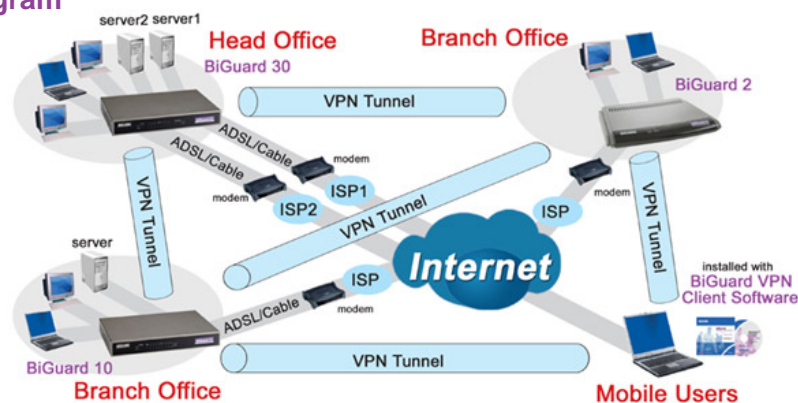 gram
server2 server1
Head Office
BiGuard 30
Branch Office
BiGuard 2
VPN Tunnel
ADSL/Cable
modem
ADSL/Cable
modem
ISP1
ISP2
VPN Tunnel
VPN Tunnel
modem
ISP
VPN Tunnel
server
Internet
installed with
BiGuard VPN
Client Software
ISP
modem
ADSL/Cable
BiGuard 10
Branch Office
VPN Tunnel
Mobile Users